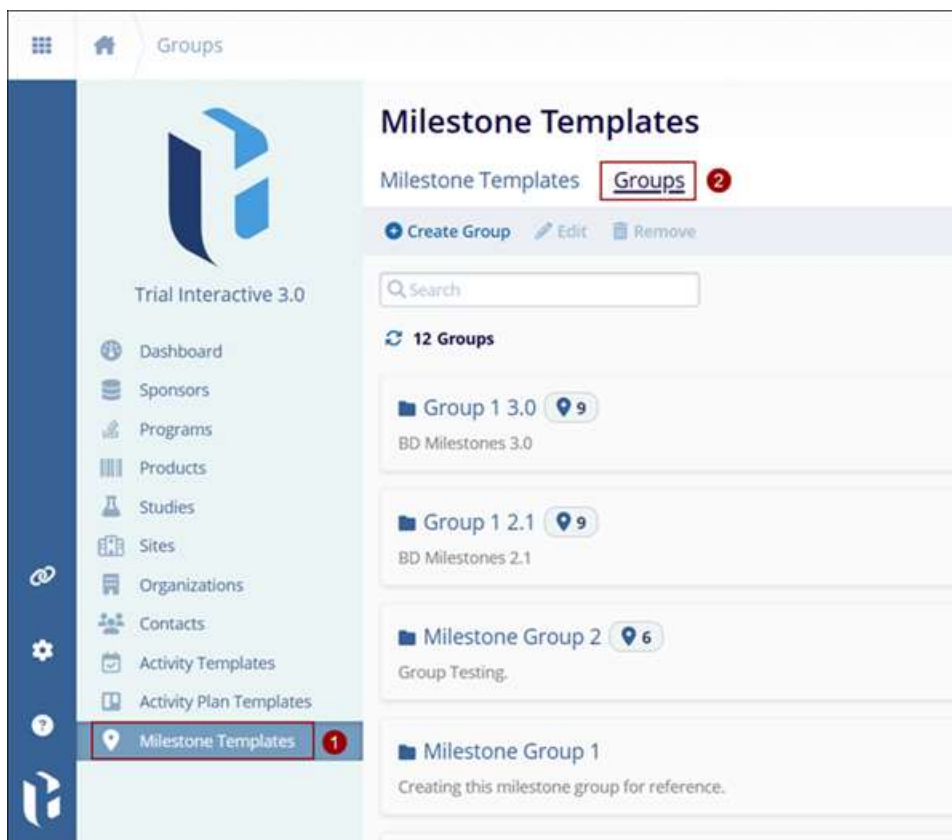 Groups
Trial Interactive 3.0
Dashboard
Sponsors
Programs
Products
Studies
Sites
Organizations
Contacts
Activity Templates
Activity Plan Templates
Milestone Templates 1
Milestone Templates
Milestone Templates Groups 2
Create Group Edit Remove
Search
12 Groups
Group 1 3.0 9
BD Milestones 3.0
Group 1 2.1 9
BD Milestones 2.1
Milestone Group 2 6
Group Testing.
Milestone Group 1
Creating this milestone group for reference.